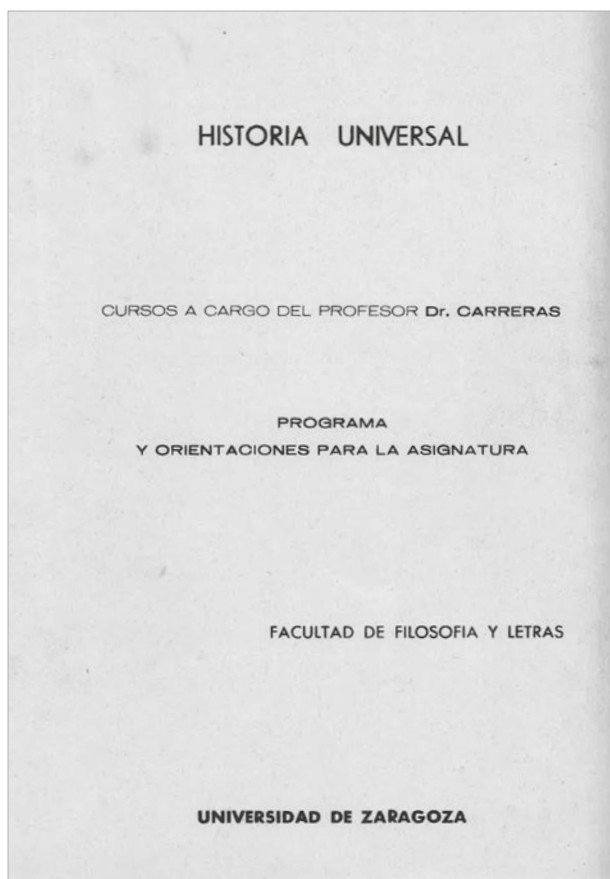 HISTORIA UNIVERSAL
CURSOS A CARGO DEL PROFESOR Dr. CARRERAS
PROGRAMA
Y ORIENTACIONES PARA LA ASIGNATURA
FACULTAD DE FILOSOFIA Y LETRAS
UNIVERSIDAD DE ZARAGOZA